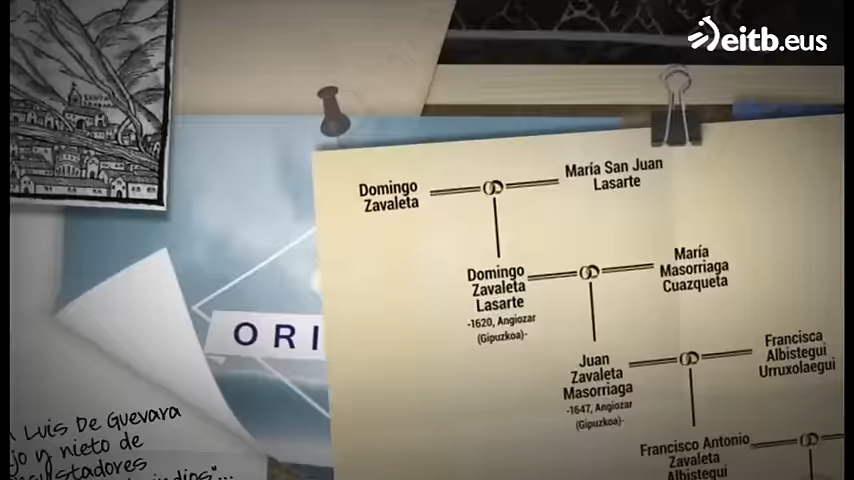 eitb.eus
Domingo
Zavaleta
María San Juan
Lasarte
Domingo
Zavaleta
Lasarte
-1620, Angiozar
(Gipuzkoa)-
María
Masorriaga
Cuazqueta
Juan
Zavaleta
Masorriaga
-1647, Angiozar
(Gipuzkoa)-
Francisca
Albistegui
Urruxolaegui
Francisco Antonio
Zavaleta
Albistegui
ORI
Luis De Guevara
jo y nieto de